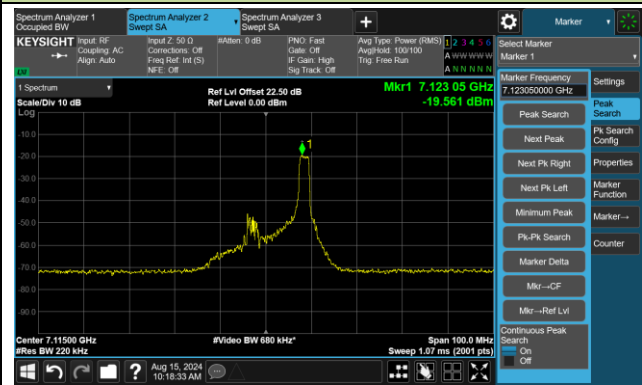 Spectrum Analyzer 1
Occupied BW
Spectrum Analyzer 2
Swept SA
Spectrum Analyzer 3
Swept SA
Marker
KEYSIGHT
Input: RF
Coupling: AC
Align: Auto
Input Z: 50 Ω
Corrections: Off
Freq Ref: Int (S)
NFE: Off
#Atten: 0 dB
PNO: Fast
Gate: Off
IF Gain: High
Sig Track: Off
Avg Type: Power (RMS)
Avg|Hold: 100/100
Trig: Free Run
1 2 3 4 5 6
A W W W W W
A N N N N N
LXI
Select Marker
Marker 1
1 Spectrum
Scale/Div 10 dB
Log
Ref Lvl Offset 22.50 dB
Ref Level 0.00 dBm
Mkr1 7.123 05 GHz
-19.561 dBm
1
-10.0
-20.0
-30.0
-40.0
-50.0
-60.0
-70.0
-80.0
-90.0
Center 7.11500 GHz
#Res BW 220 kHz
#Video BW 680 kHz*
Span 100.0 MHz
Sweep 1.07 ms (2001 pts)
Marker Frequency
7.123050000 GHz
Peak Search
Next Peak
Next Pk Right
Next Pk Left
Minimum Peak
Pk-Pk Search
Marker Delta
Mkr→CF
Mkr→Ref Lvl
Continuous Peak
Search
On
Off
Settings
Peak
Search
Pk Search
Config
Properties
Marker
Function
Marker→
Counter
Aug 15, 2024
10:18:33 AM